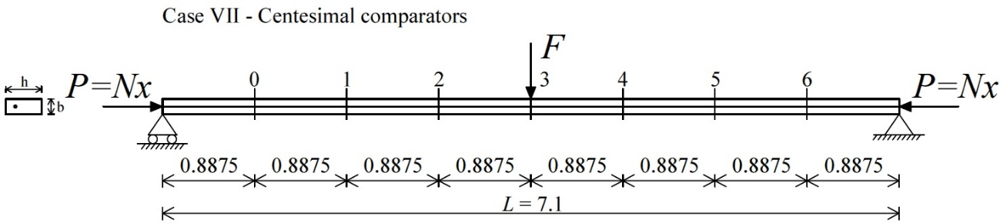 Case VII - Centesimal comparators
F
h
b
P=Nx
0 1 2 3 4 5 6
P=Nx
0.8875 0.8875 0.8875 0.8875 0.8875 0.8875 0.8875 0.8875
L = 7.1